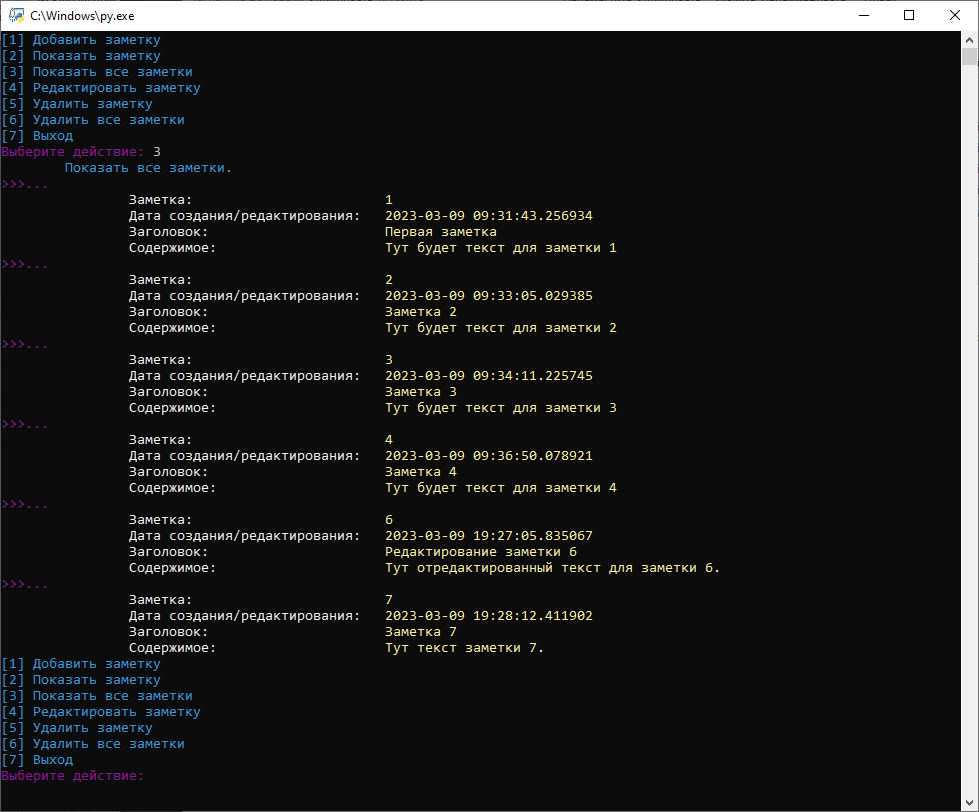 C:\Windows\py.exe
[1] Добавить заметку
[2] Показать заметку
[3] Показать все заметки
[4] Редактировать заметку
[5] Удалить заметку
[6] Удалить все заметки
[7] Выход
Выберите действие: 3
Показать все заметки.
>>>...
Заметка: 1
Дата создания/редактирования: 2023-03-09 09:31:43.256934
Заголовок: Первая заметка
Содержимое: Тут будет текст для заметки 1
>>>...
Заметка: 2
Дата создания/редактирования: 2023-03-09 09:33:05.029385
Заголовок: Заметка 2
Содержимое: Тут будет текст для заметки 2
>>>...
Заметка: 3
Дата создания/редактирования: 2023-03-09 09:34:11.225745
Заголовок: Заметка 3
Содержимое: Тут будет текст для заметки 3
>>>...
Заметка: 4
Дата создания/редактирования: 2023-03-09 09:36:50.078921
Заголовок: Заметка 4
Содержимое: Тут будет текст для заметки 4
>>>...
Заметка: 6
Дата создания/редактирования: 2023-03-09 19:27:05.835067
Заголовок: Редактирование заметки 6
Содержимое: Тут отредактированный текст для заметки 6.
>>>...
Заметка: 7
Дата создания/редактирования: 2023-03-09 19:28:12.411902
Заголовок: Заметка 7
Содержимое: Тут текст заметки 7.
[1] Добавить заметку
[2] Показать заметку
[3] Показать все заметки
[4] Редактировать заметку
[5] Удалить заметку
[6] Удалить все заметки
[7] Выход
Выберите действие: